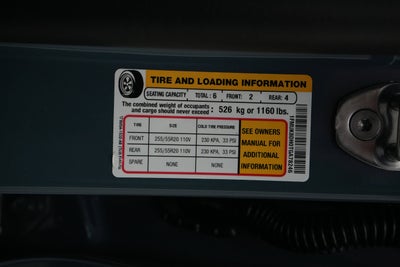 TIRE AND LOADING INFORMATION
SEATING CAPACITY TOTAL: 6 FRONT: 2 REAR: 4
The combined weight of occupants
and cargo should never exceed : 526 kg or 1160 lbs.
TIRE SIZE COLD TIRE PRESSURE
FRONT 255/55R20 110V 230 KPA, 33 PSI
REAR 255/55R20 110V 230 KPA, 33 PSI
SPARE NONE NONE
SEE OWNERS
MANUAL FOR
ADDITIONAL
INFORMATION